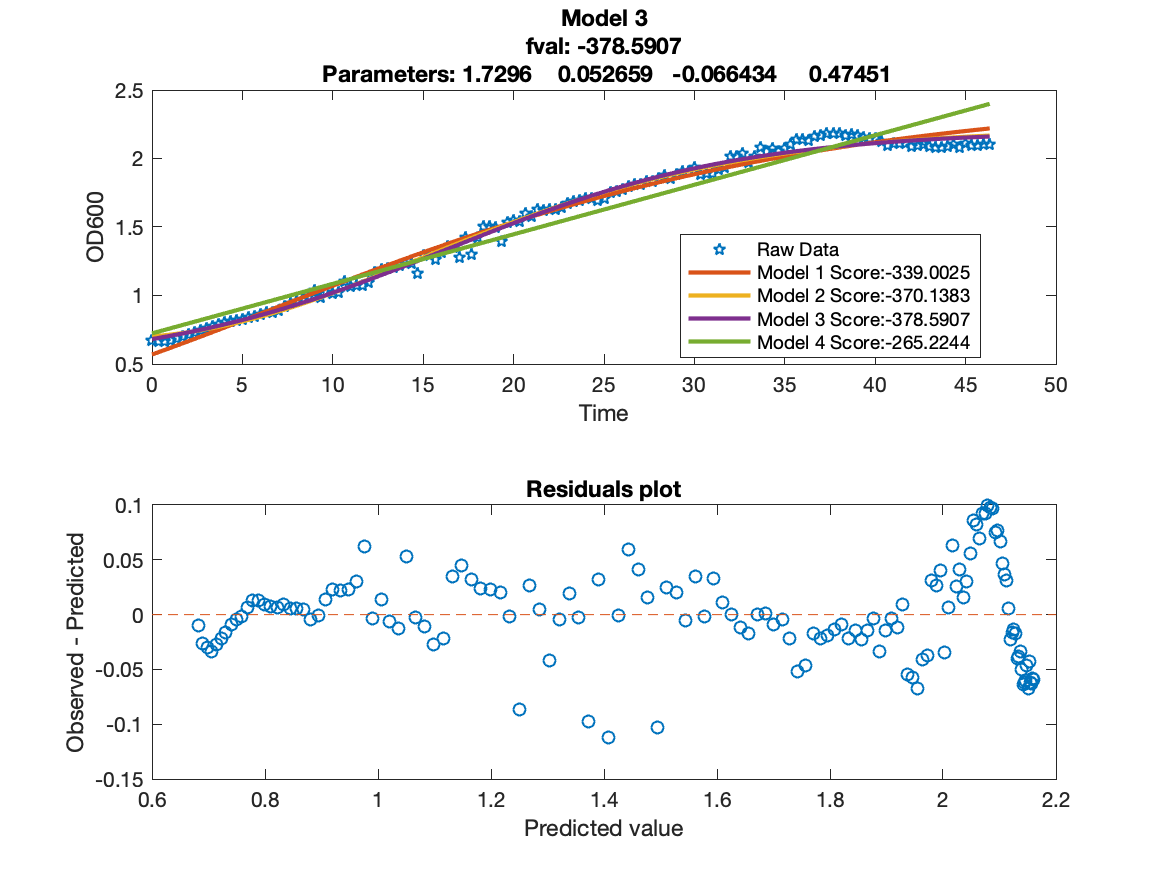 Model 3
fval: -378.5907
Parameters: 1.7296 0.052659 -0.066434 0.47451
2.5
2
1.5
1
0.5
OD600
Raw Data
Model 1 Score:-339.0025
Model 2 Score:-370.1383
Model 3 Score:-378.5907
Model 4 Score:-265.2244
0 5 10 15 20 25 30 35 40 45 50
Time
Residuals plot
0.1
0.05
0
-0.05
-0.1
-0.15
Observed - Predicted
0.6 0.8 1 1.2 1.4 1.6 1.8 2 2.2
Predicted value